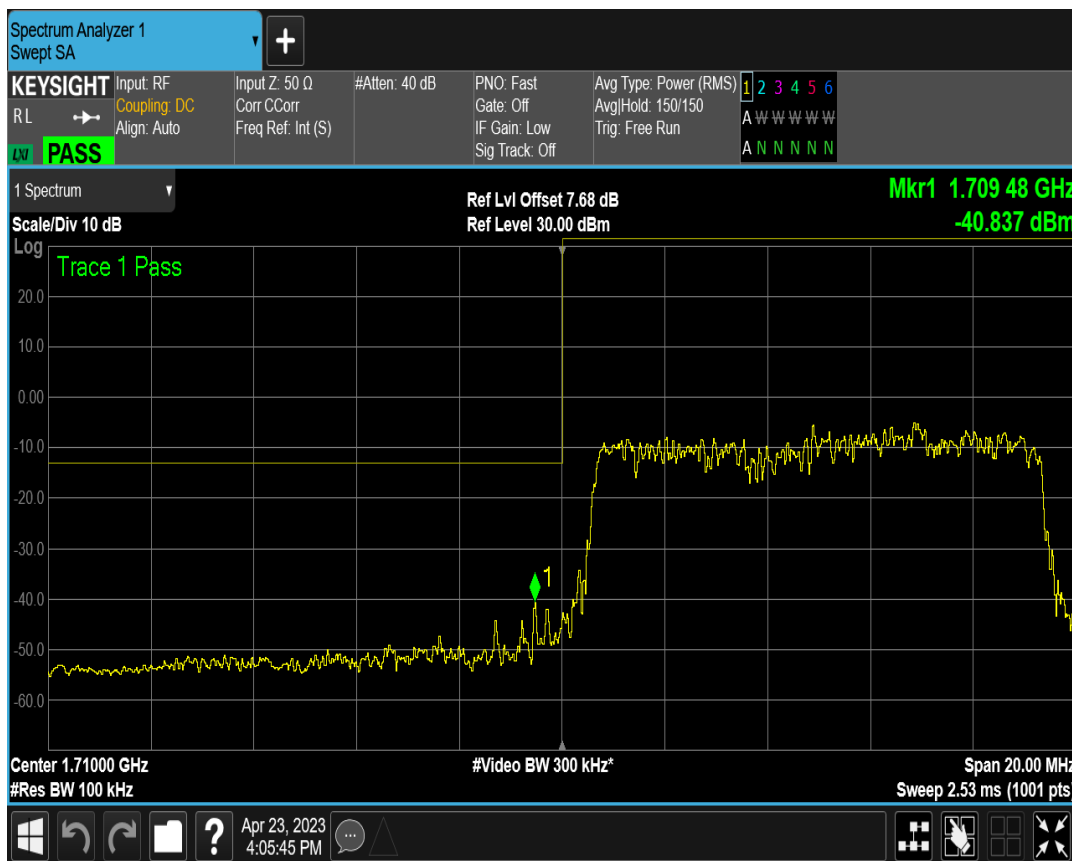 Spectrum Analyzer 1
Swept SA
+
KEYSIGHT
RL
LXI PASS
Input: RF
Coupling: DC
Align: Auto
Input Z: 50 Ω
Corr CCorr
Freq Ref: Int (S)
#Atten: 40 dB
PNO: Fast
Gate: Off
IF Gain: Low
Sig Track: Off
Avg Type: Power (RMS)
Avg|Hold: 150/150
Trig: Free Run
1 2 3 4 5 6
A W W W W W
A N N N N N
1 Spectrum
Scale/Div 10 dB
Ref Lvl Offset 7.68 dB
Ref Level 30.00 dBm
Mkr1 1.709 48 GHz
-40.837 dBm
Log
Trace 1 Pass
20.0
10.0
0.00
-10.0
-20.0
-30.0
-40.0
-50.0
-60.0
1
Center 1.71000 GHz
#Res BW 100 kHz
#Video BW 300 kHz*
Span 20.00 MHz
Sweep 2.53 ms (1001 pts)
?
Apr 23, 2023
4:05:45 PM